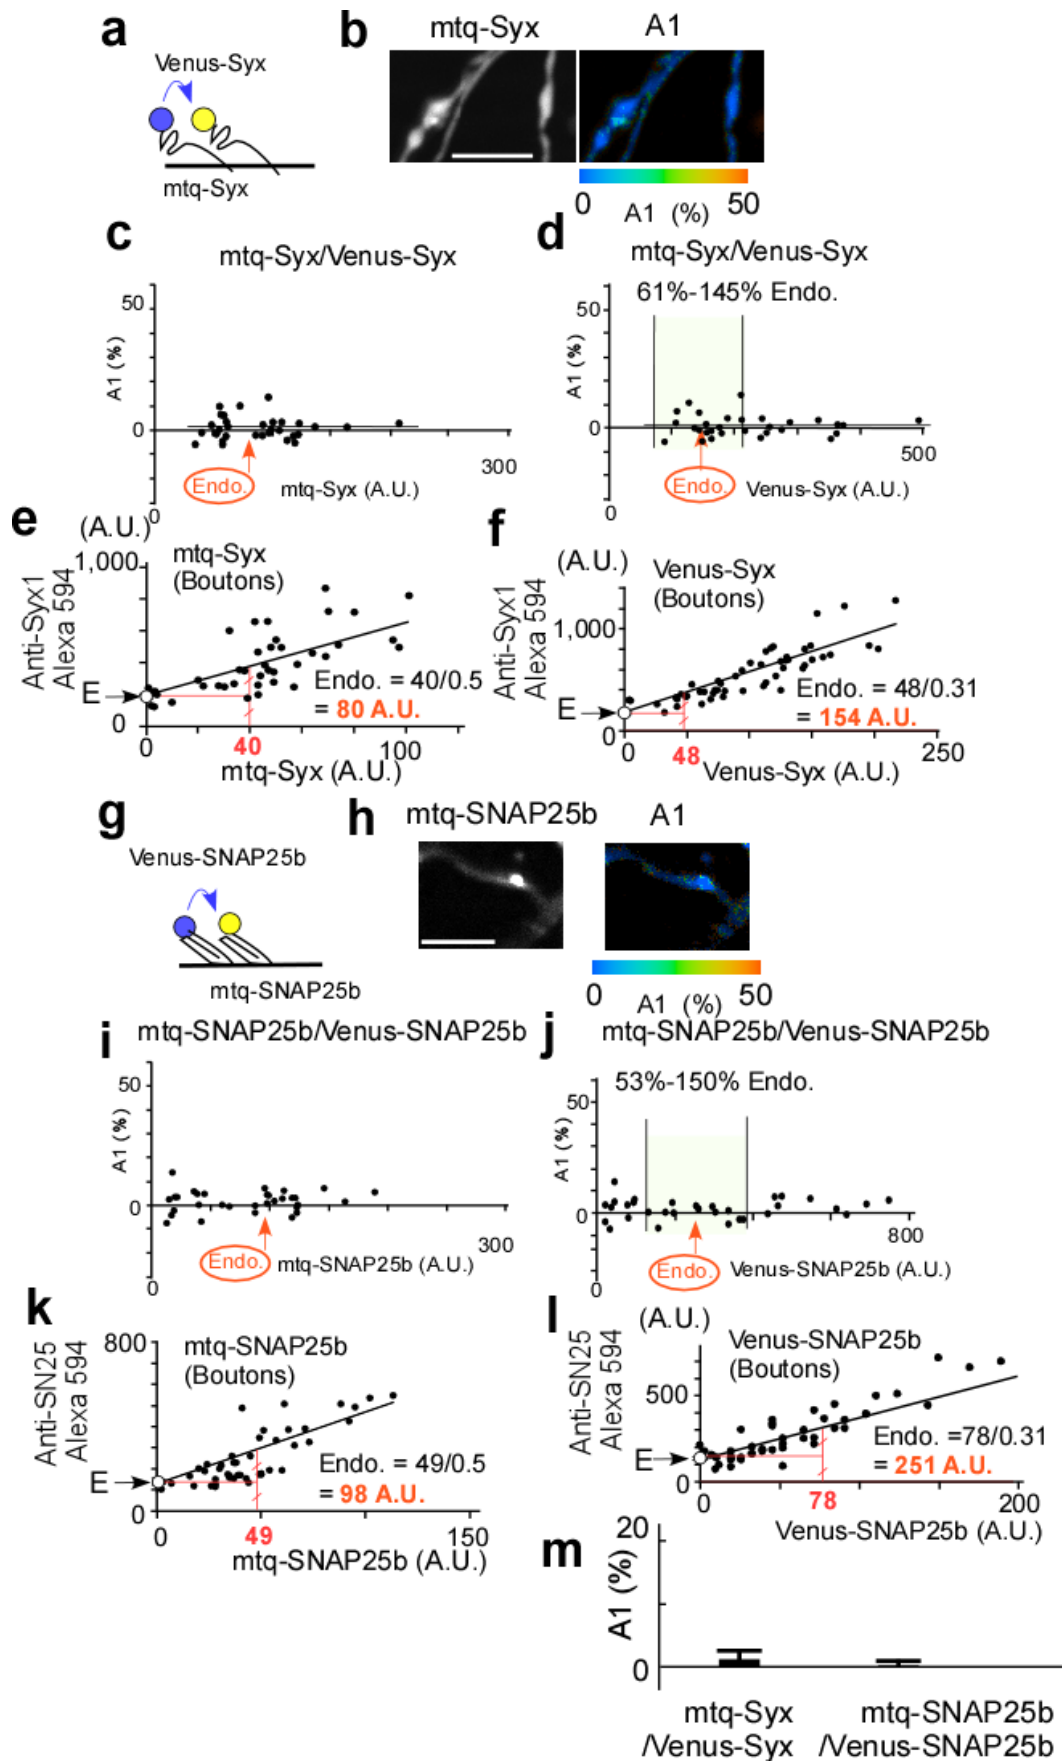 a
Venus-Syx
mtq-Syx
b
mtq-Syx
A1
0
50
A1 (%)
c
mtq-Syx/Venus-Syx
50
A1 (%)
0
300
Endo.
mtq-Syx (A.U.)
0
d
mtq-Syx/Venus-Syx
61%-145% Endo.
50
A1 (%)
0
500
Endo.
Venus-Syx (A.U.)
0
e
(A.U.)
1,000
mtq-Syx
(Boutons)
Anti-Syx1
Alexa 594
E
Endo. = 40/0.5
= 80 A.U.
0
0
40
100
mtq-Syx (A.U.)
f
(A.U.)
Venus-Syx
(Boutons)
1,000
Anti-Syx1
Alexa 594
E
Endo. = 48/0.31
= 154 A.U.
0
0
48
250
Venus-Syx (A.U.)
g
Venus-SNAP25b
mtq-SNAP25b
h
mtq-SNAP25b
A1
0
50
A1 (%)
i
mtq-SNAP25b/Venus-SNAP25b
50
A1 (%)
0
300
Endo.
mtq-SNAP25b (A.U.)
0
j
mtq-SNAP25b/Venus-SNAP25b
53%-150% Endo.
50
A1 (%)
0
800
Endo.
Venus-SNAP25b (A.U.)
0
k
800
mtq-SNAP25b
(Boutons)
Anti-SN25
Alexa 594
E
Endo. = 49/0.5
= 98 A.U.
0
0
49
150
mtq-SNAP25b (A.U.)
l
(A.U.)
Venus-SNAP25b
(Boutons)
500
Anti-SN25
Alexa 594
E
Endo. =78/0.31
= 251 A.U.
0
0
78
200
Venus-SNAP25b (A.U.)
m
20
A1 (%)
0
mtq-Syx
/Venus-Syx
mtq-SNAP25b
/Venus-SNAP25b